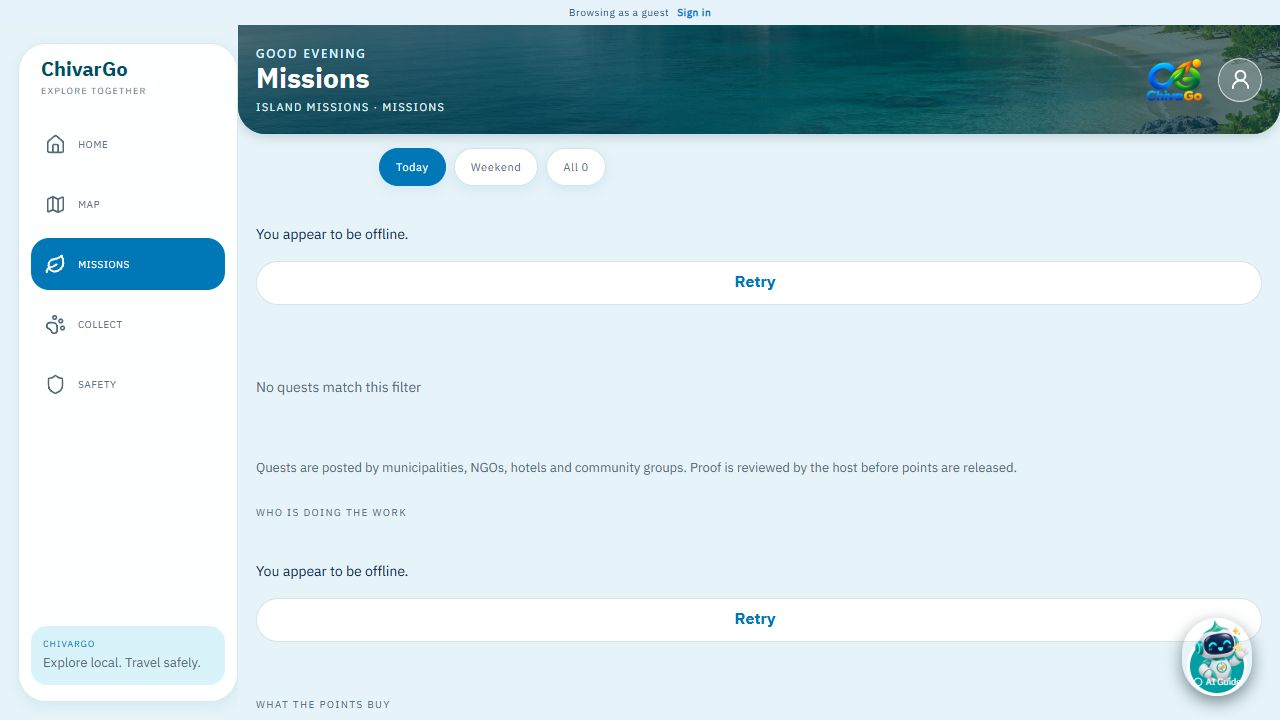 Browsing as a guest Sign in
ChivarGo
EXPLORE TOGETHER
HOME
MAP
MISSIONS
COLLECT
SAFETY
CHIVARGO
Explore local. Travel safely.
GOOD EVENING
Missions
ISLAND MISSIONS · MISSIONS
ChivarGo
Today
Weekend
All 0
You appear to be offline.
Retry
No quests match this filter
Quests are posted by municipalities, NGOs, hotels and community groups. Proof is reviewed by the host before points are released.
WHO IS DOING THE WORK
You appear to be offline.
Retry
AI Guide
WHAT THE POINTS BUY